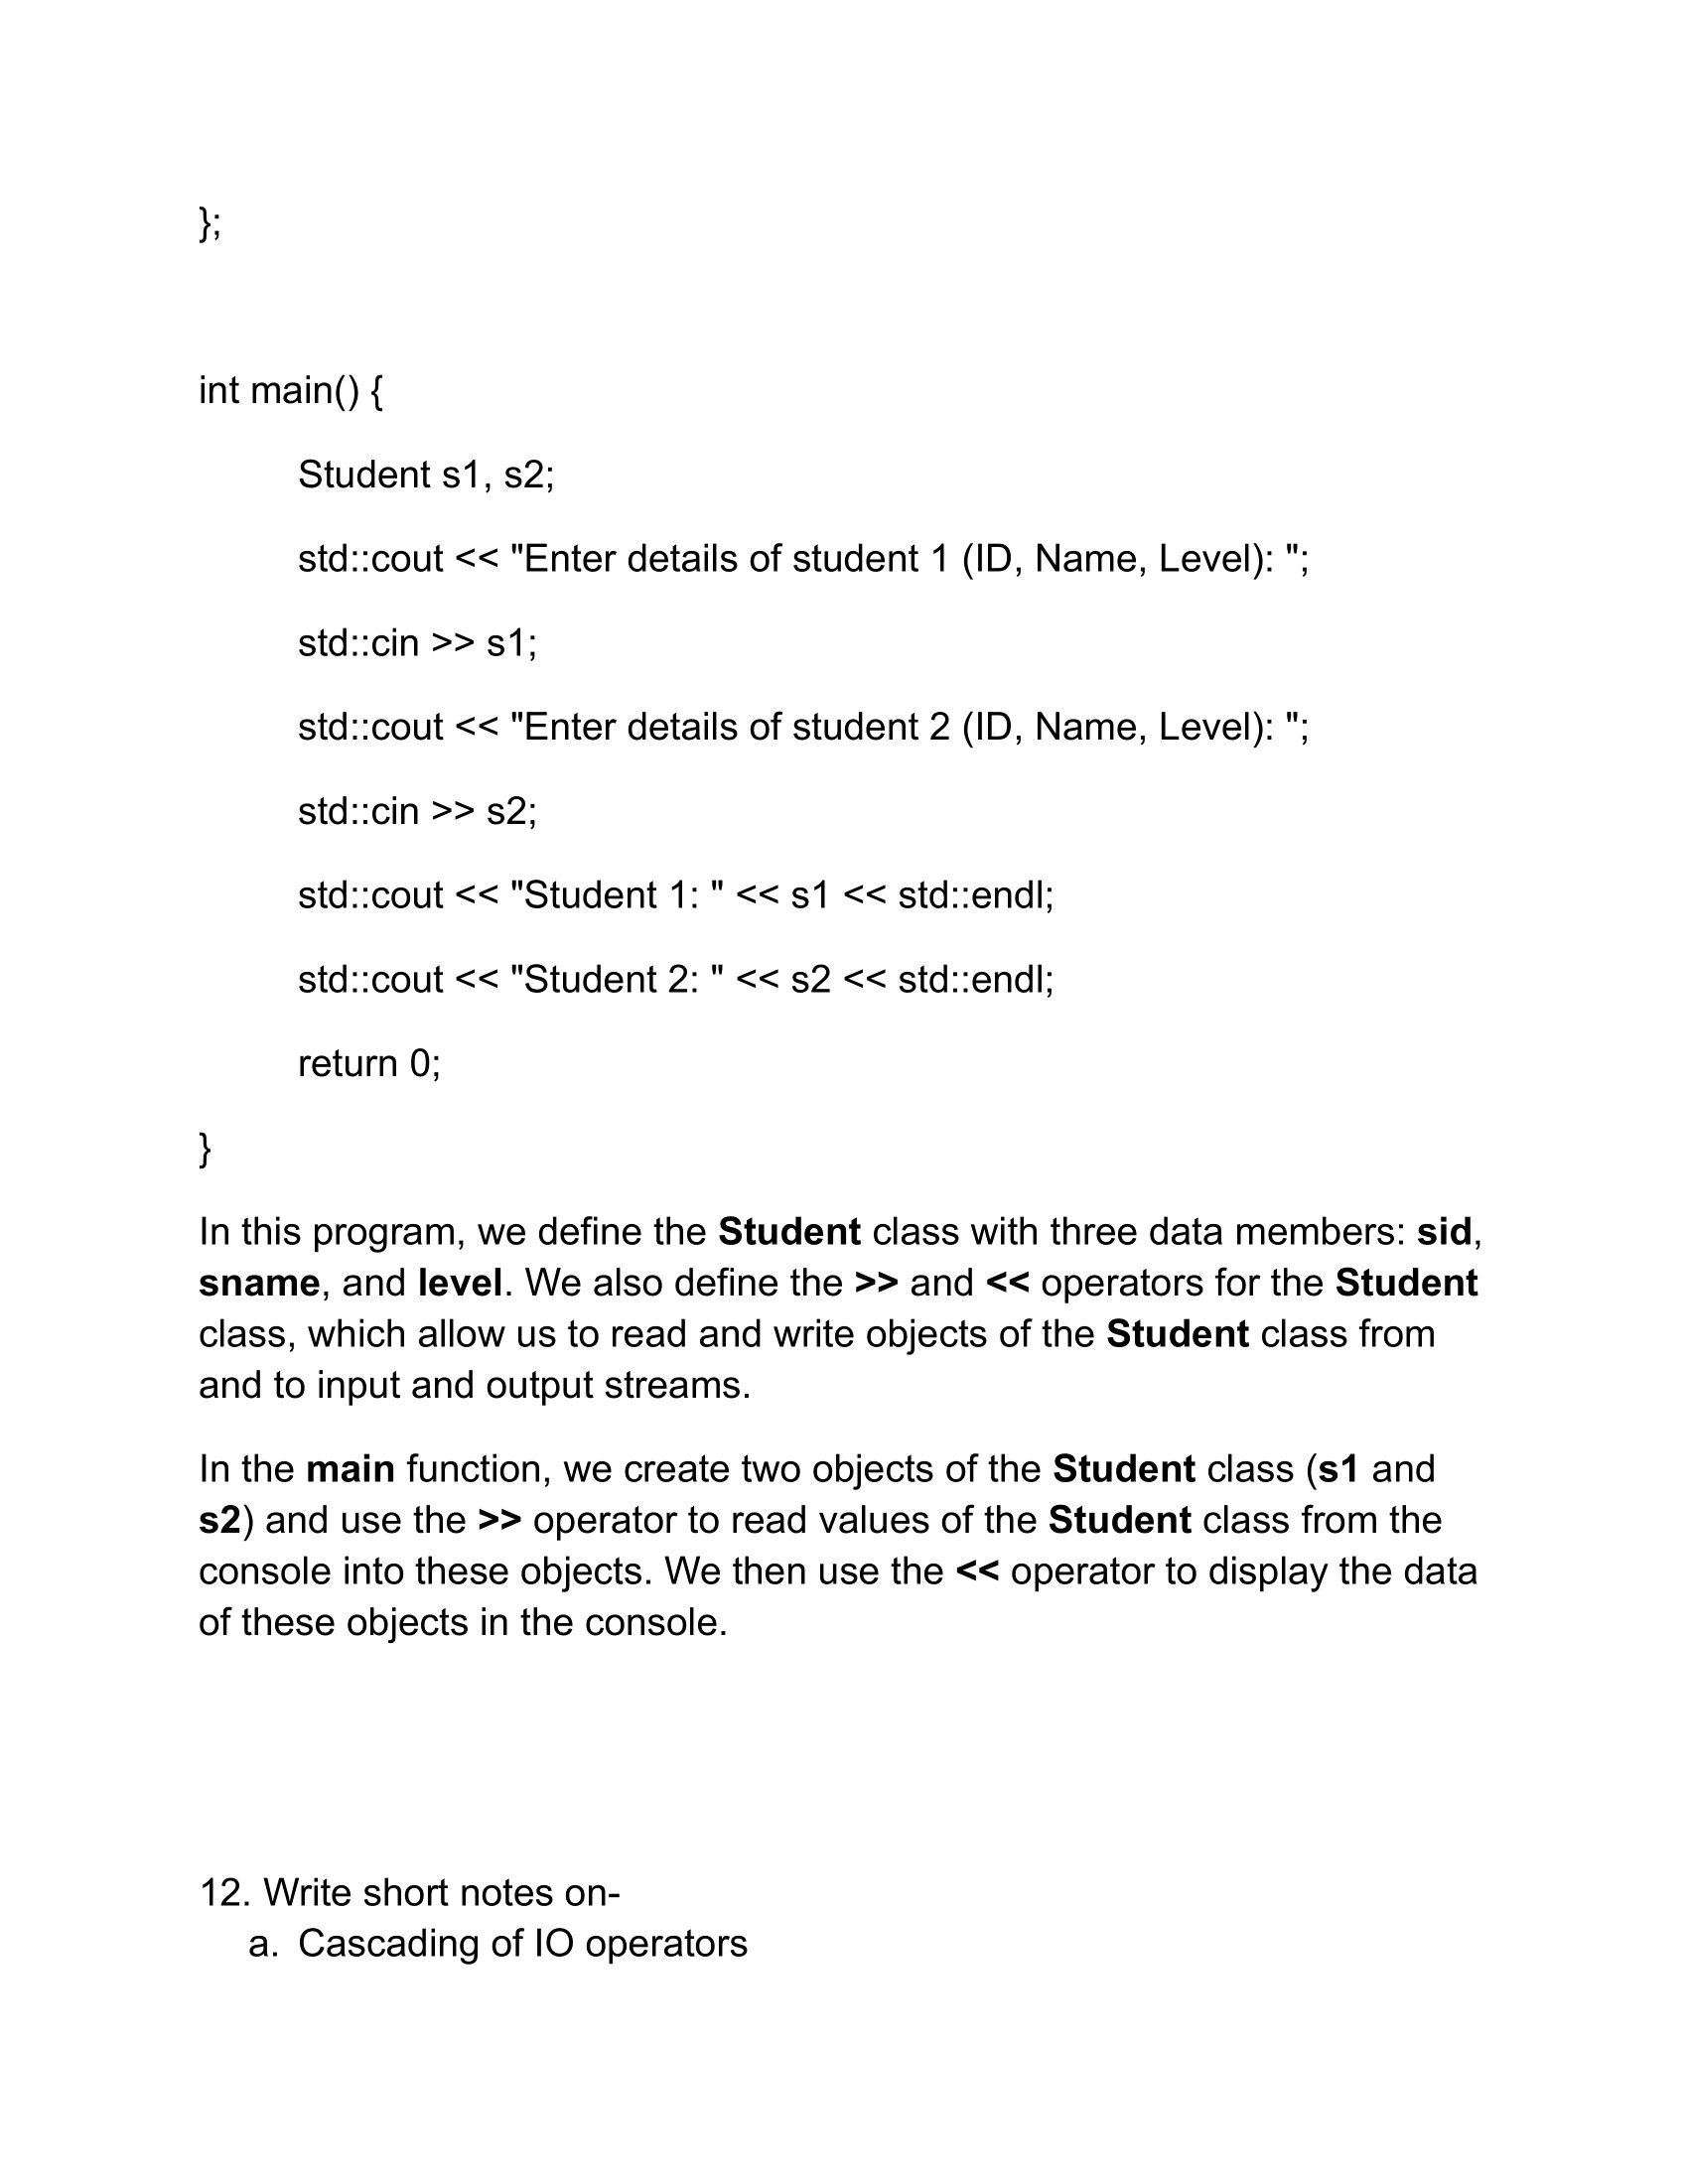 };
int main() {
Student s1, s2;
std::cout << "Enter details of student 1 (ID, Name, Level): ";
std::cin >> s1;
std::cout << "Enter details of student 2 (ID, Name, Level): ";
std::cin >> s2;
std::cout << "Student 1: " << s1 << std::endl;
std::cout << "Student 2: " << s2 << std::endl;
return 0;
}
In this program, we define the Student class with three data members: sid,
sname, and level. We also define the >> and << operators for the Student
class, which allow us to read and write objects of the Student class from
and to input and output streams.
In the main function, we create two objects of the Student class (s1 and
s2) and use the >> operator to read values of the Student class from the
console into these objects. We then use the << operator to display the data
of these objects in the console.
12. Write short notes on-
a. Cascading of IO operators